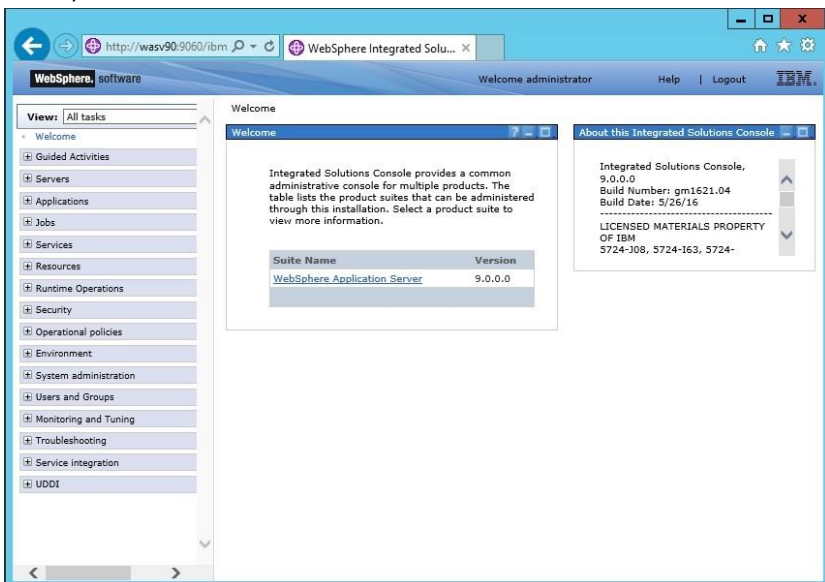 http://wasv90:9060/ibm
WebSphere Integrated Solu...
WebSphere. software
Welcome administrator
Help | Logout
IBM.
View: All tasks
Welcome
Guided Activities
Servers
Applications
Jobs
Services
Resources
Runtime Operations
Security
Operational policies
Environment
System administration
Users and Groups
Monitoring and Tuning
Troubleshooting
Service integration
UDDI
Welcome
Welcome
Integrated Solutions Console provides a common
administrative console for multiple products. The
table lists the product suites that can be administered
through this installation. Select a product suite to
view more information.
Suite Name Version
WebSphere Application Server 9.0.0.0
About this Integrated Solutions Console
Integrated Solutions Console,
9.0.0.0
Build Number: gm1621.04
Build Date: 5/26/16
----------------------------------
LICENSED MATERIALS PROPERTY
OF IBM
5724-J08, 5724-I63, 5724-